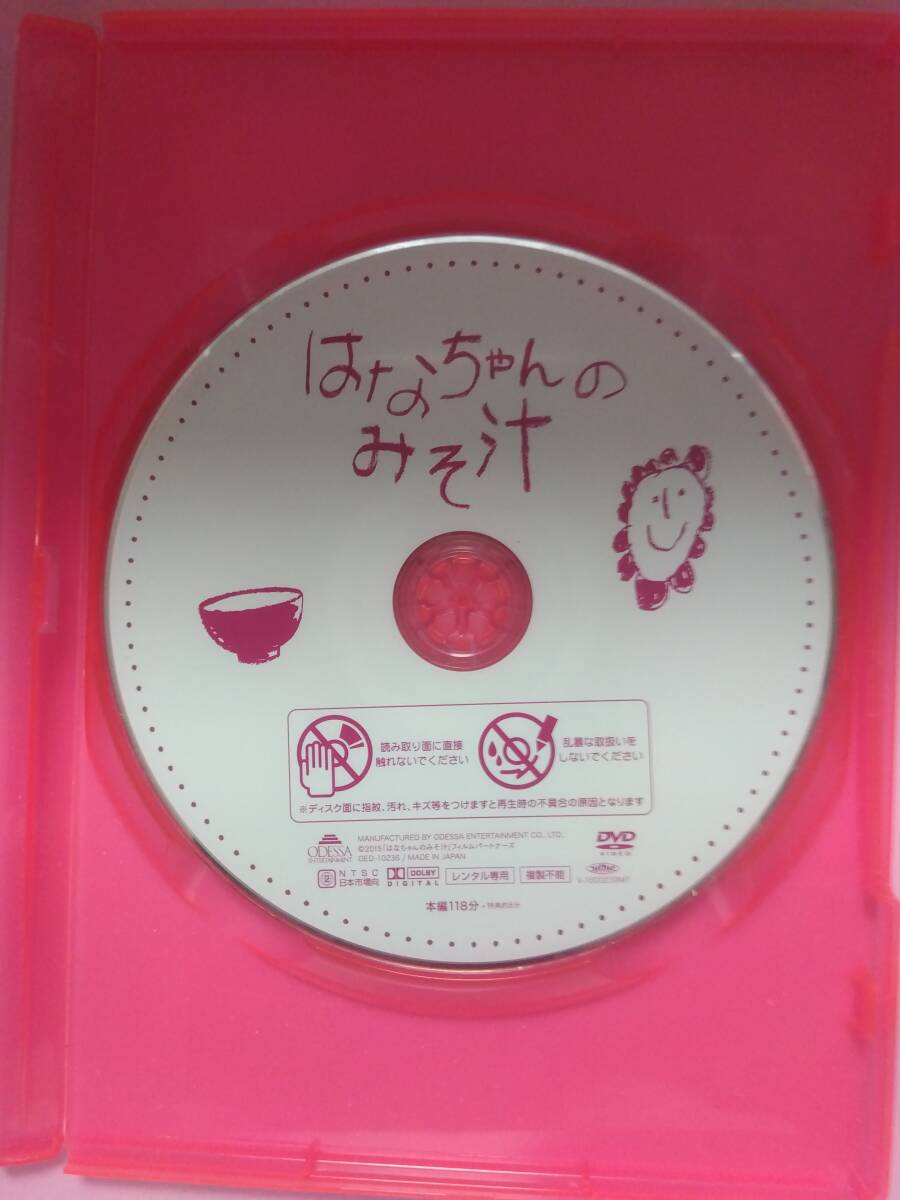 はなちゃんの
みそ汁
読み取り面に直接
触れないでください
乱暴な取扱いを
しないでください
※ディスク面に指紋、汚れ、キズ等をつけますと再生時の不具合の原因となります
ODESSA
ENTERTAINMENT
MANUFACTURED BY ODESSA ENTERTAINMENT CO., LTD.
©2015「はなちゃんのみそ汁」フィルムパートナーズ
OED-10236 / MADE IN JAPAN
DVD
VIDEO
2 NTSC
日本市場向
DOLBY
DIGITAL
レンタル専用
複製不能
本編118分